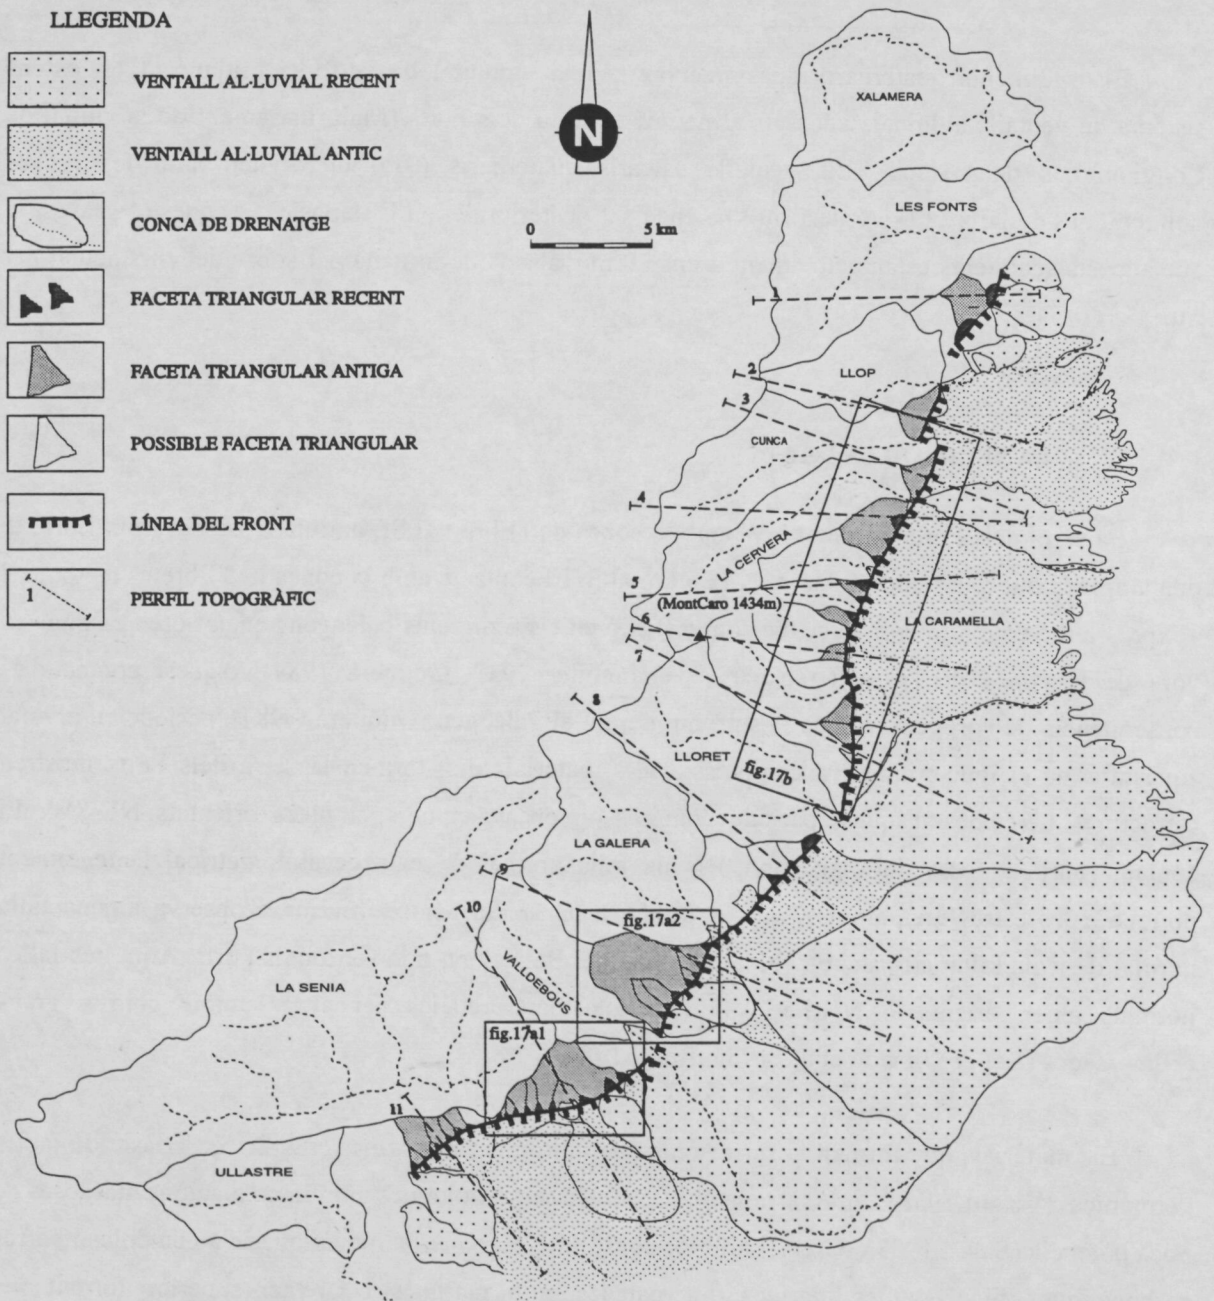 LLEGENDA
VENTALL AL·LUVIAL RECENT
VENTALL AL·LUVIAL ANTIC
CONCA DE DRENATGE
FACETA TRIANGULAR RECENT
FACETA TRIANGULAR ANTIGA
POSSIBLE FACETA TRIANGULAR
LÍNEA DEL FRONT
1
PERFIL TOPOGRÀFIC
N
0 5 km
XALAMERA
LES FONTS
1
LLOP
2
3
CUNCA
4
LA CERVERA
5
(MontCaro 1434m)
LA CARAMELLA
6
7
8
LLORET
fig.17b
LA GALERA
9
10
fig.17a2
VALLDEBOUS
LA SENIA
fig.17a1
11
ULLASTRE